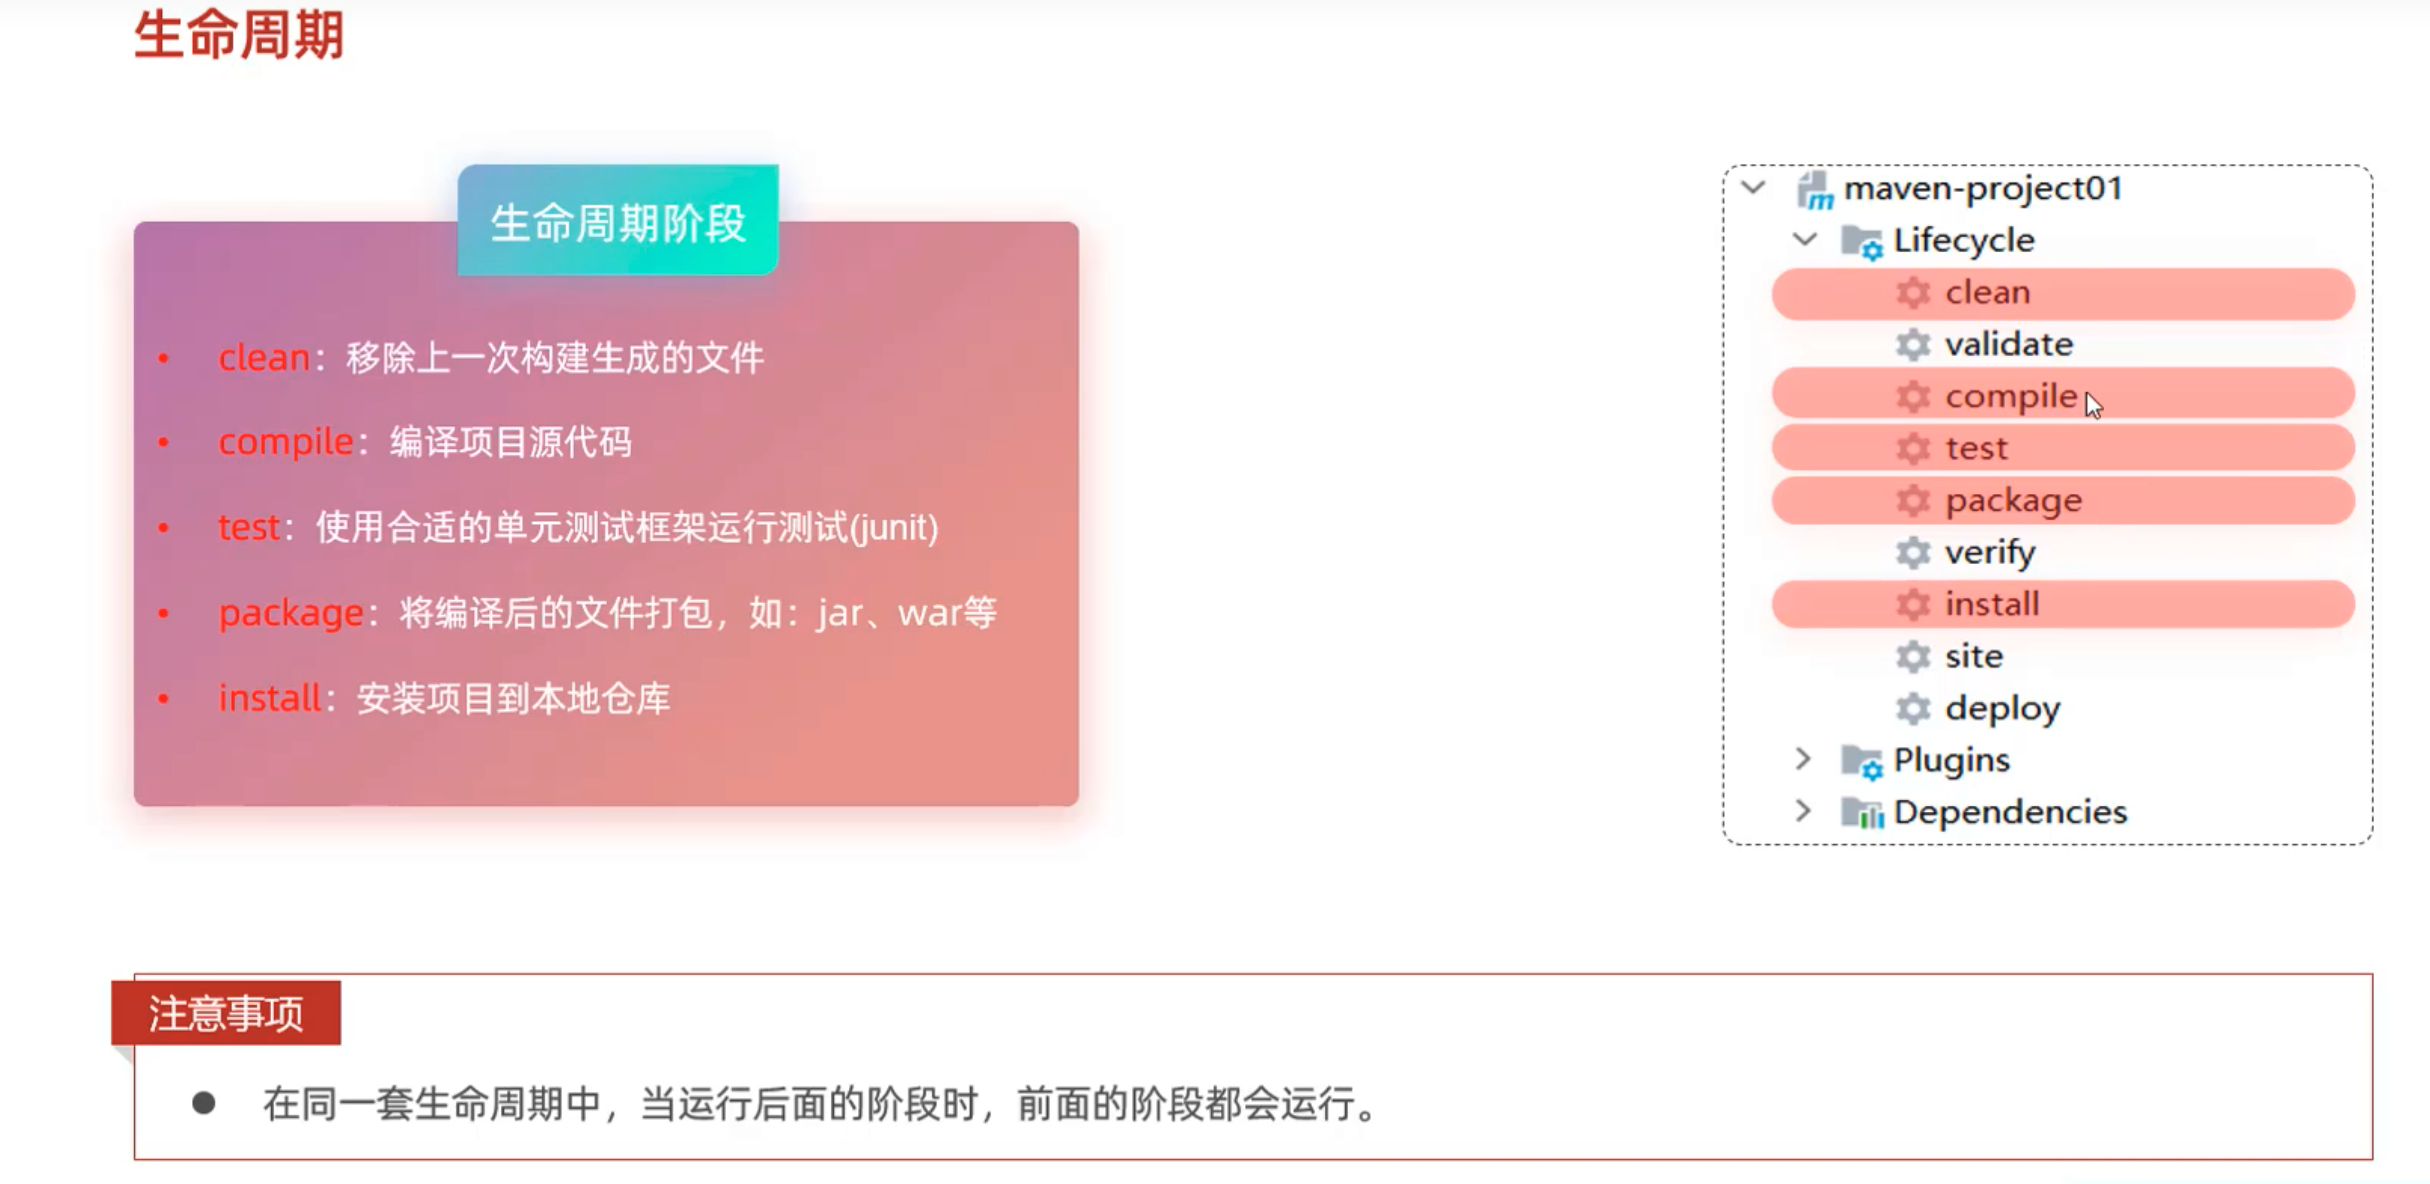 生命周期
生命周期阶段
• clean：移除上一次构建生成的文件
• compile：编译项目源代码
• test：使用合适的单元测试框架运行测试(junit)
• package：将编译后的文件打包，如：jar、war等
• install：安装项目到本地仓库
maven-project01
Lifecycle
clean
validate
compile
test
package
verify
install
site
deploy
Plugins
Dependencies
注意事项
● 在同一套生命周期中，当运行后面的阶段时，前面的阶段都会运行。